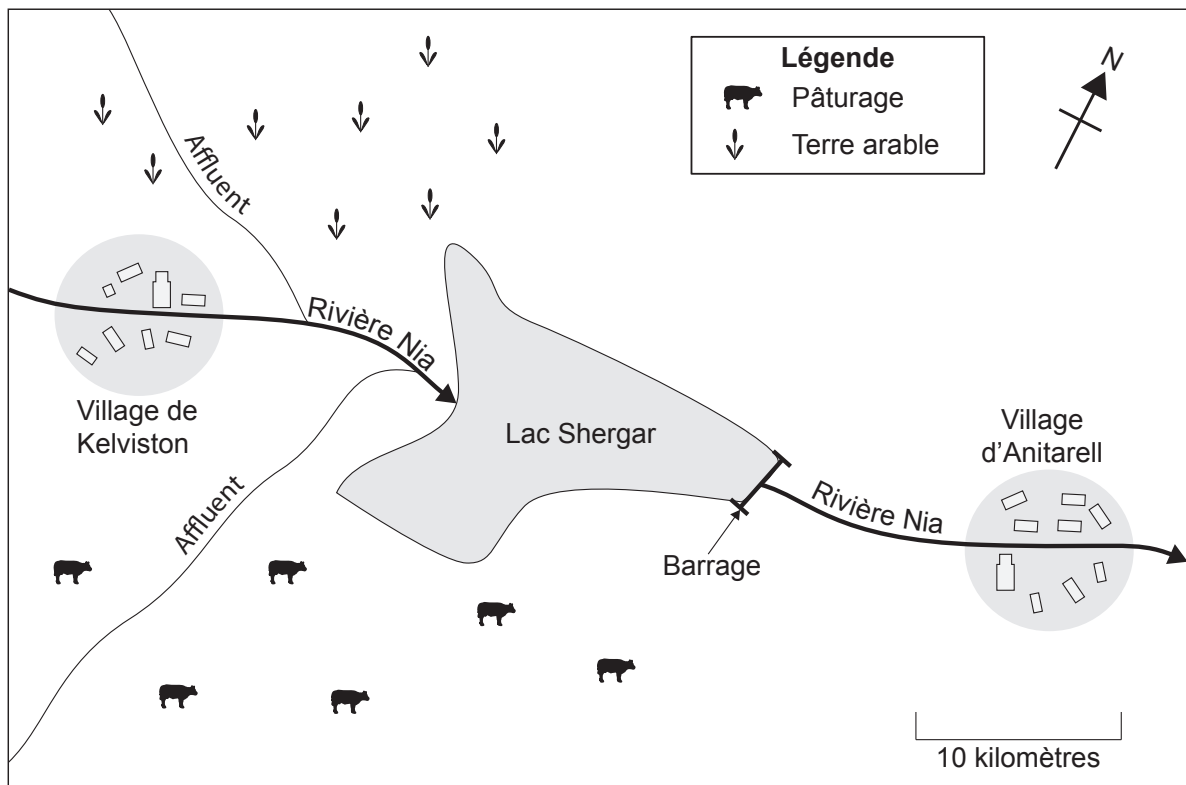 Légende
Pâturage
Terre arable
N
Affluent
Rivière Nia
Village de
Kelviston
Lac Shergar
Village
d'Anitarell
Affluent
Rivière Nia
Barrage
10 kilomètres